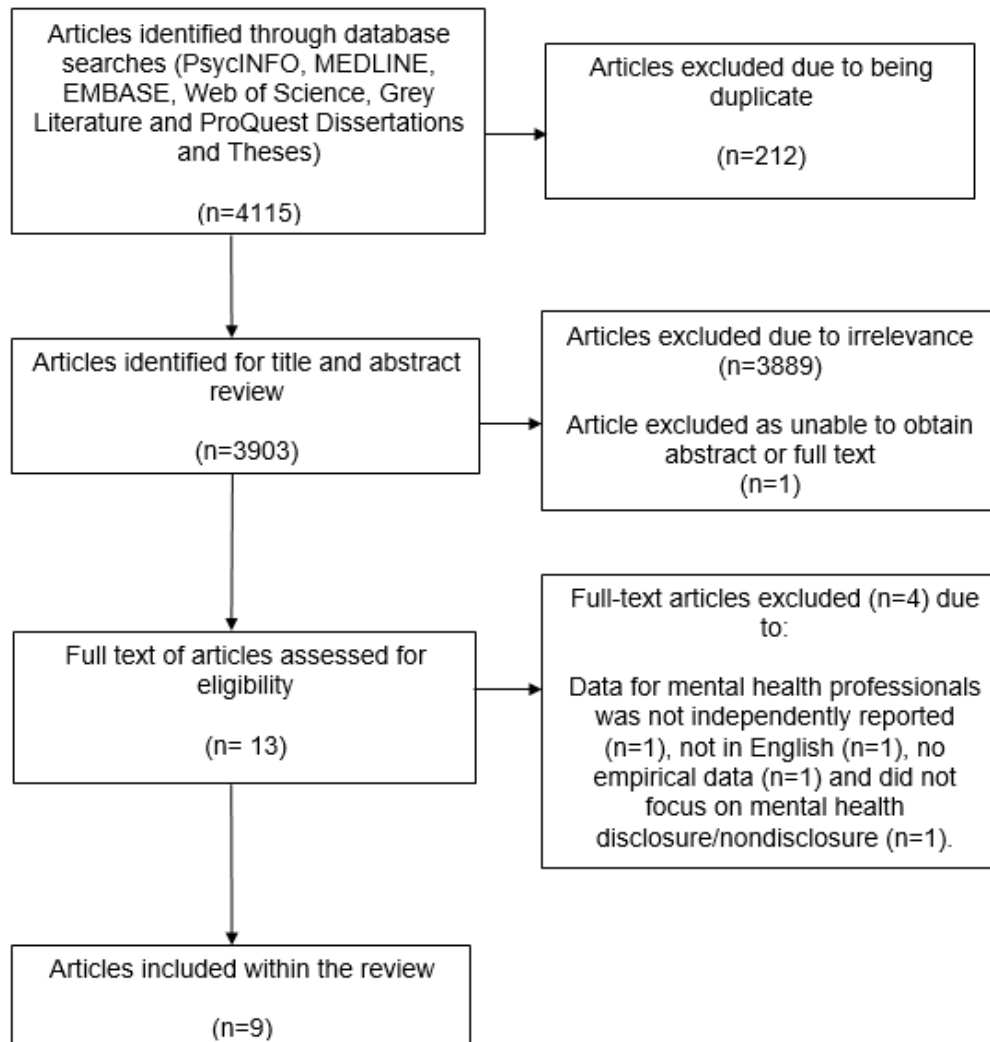 Articles identified through database
searches (PsycINFO, MEDLINE,
EMBASE, Web of Science, Grey
Literature and ProQuest Dissertations
and Theses)
(n=4115)
Articles excluded due to being
duplicate
(n=212)
Articles identified for title and abstract
review
(n=3903)
Articles excluded due to irrelevance
(n=3889)
Article excluded as unable to obtain
abstract or full text
(n=1)
Full text of articles assessed for
eligibility
(n= 13)
Full-text articles excluded (n=4) due
to:
Data for mental health professionals
was not independently reported
(n=1), not in English (n=1), no
empirical data (n=1) and did not
focus on mental health
disclosure/nondisclosure (n=1).
Articles included within the review
(n=9)